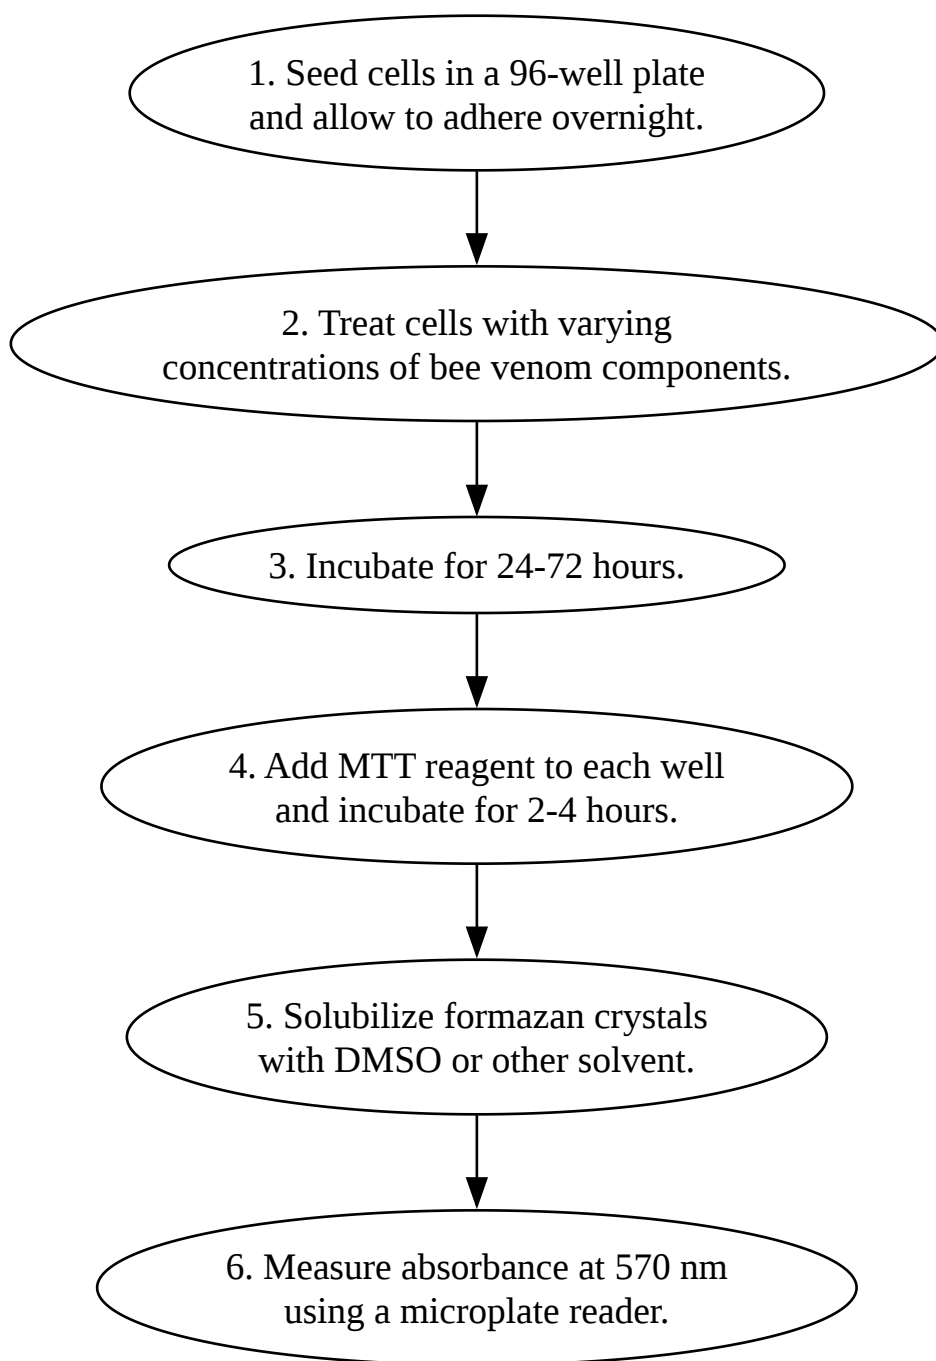 1. Seed cells in a 96-well plate
and allow to adhere overnight.
2. Treat cells with varying
concentrations of bee venom components.
3. Incubate for 24-72 hours.
4. Add MTT reagent to each well
and incubate for 2-4 hours.
5. Solubilize formazan crystals
with DMSO or other solvent.
6. Measure absorbance at 570 nm
using a microplate reader.